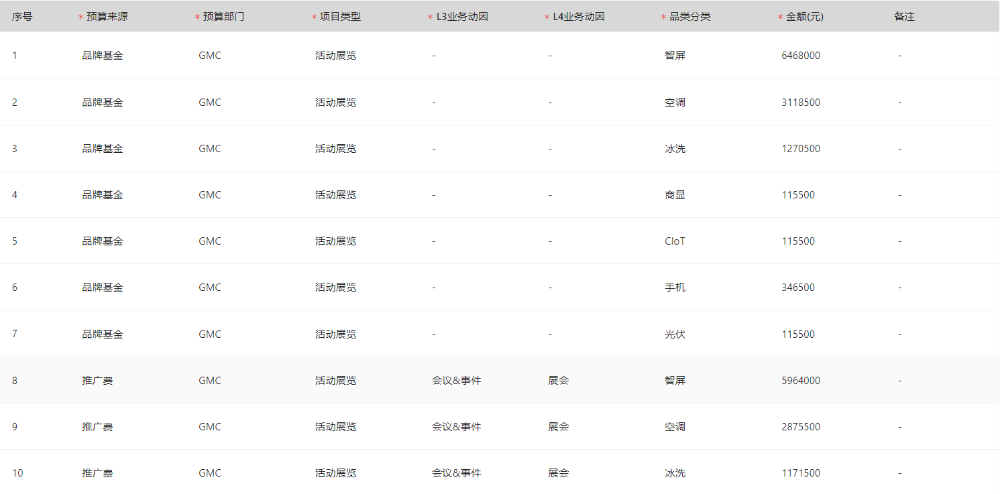 序号 * 预算来源 * 预算部门 * 项目类型 * L3业务动因 * L4业务动因 * 品类分类 * 金额(元) 备注
1 品牌基金 GMC 活动展览 - - 智屏 6468000 -
2 品牌基金 GMC 活动展览 - - 空调 3118500 -
3 品牌基金 GMC 活动展览 - - 冰洗 1270500 -
4 品牌基金 GMC 活动展览 - - 商显 115500 -
5 品牌基金 GMC 活动展览 - - CIoT 115500 -
6 品牌基金 GMC 活动展览 - - 手机 346500 -
7 品牌基金 GMC 活动展览 - - 光伏 115500 -
8 推广费 GMC 活动展览 会议&事件 展会 智屏 5964000 -
9 推广费 GMC 活动展览 会议&事件 展会 空调 2875500 -
10 推广费 GMC 活动展览 会议&事件 展会 冰洗 1171500 -